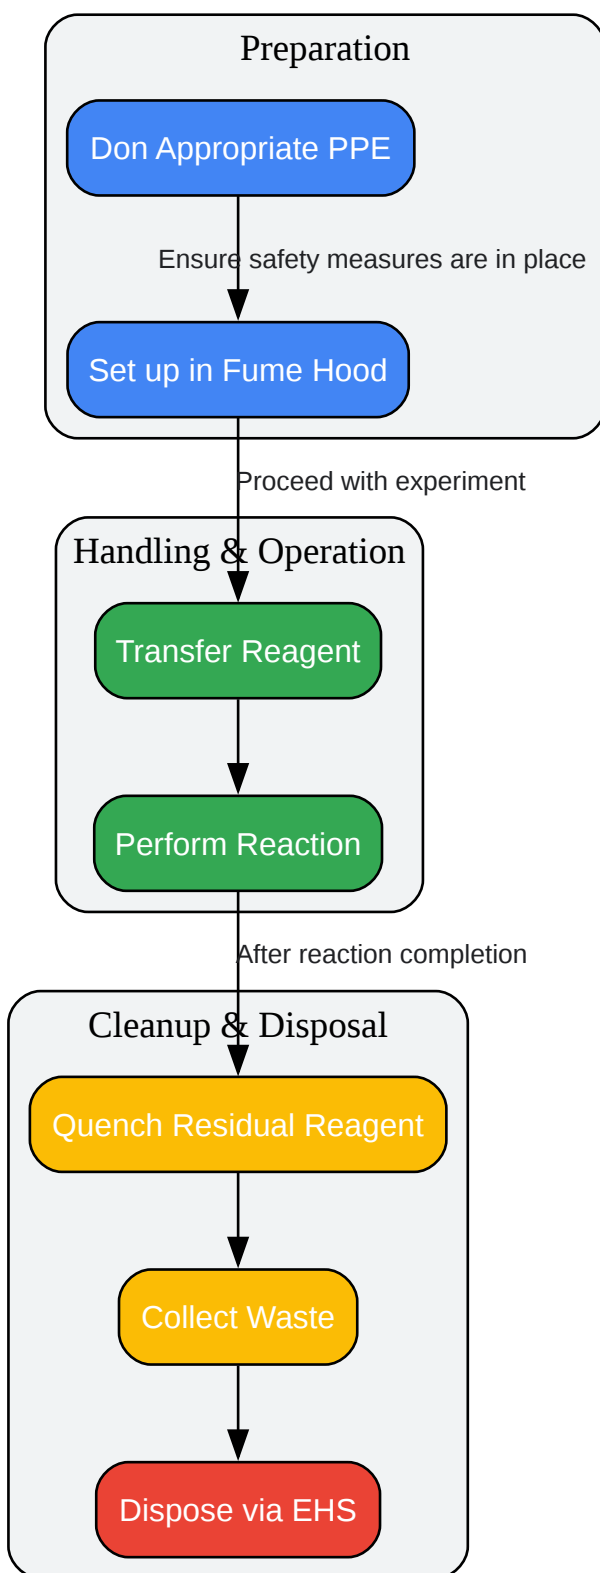 Preparation
Don Appropriate PPE
Ensure safety measures are in place
Set up in Fume Hood
Proceed with experiment
Handling & Operation
Transfer Reagent
Perform Reaction
After reaction completion
Cleanup & Disposal
Quench Residual Reagent
Collect Waste
Dispose via EHS